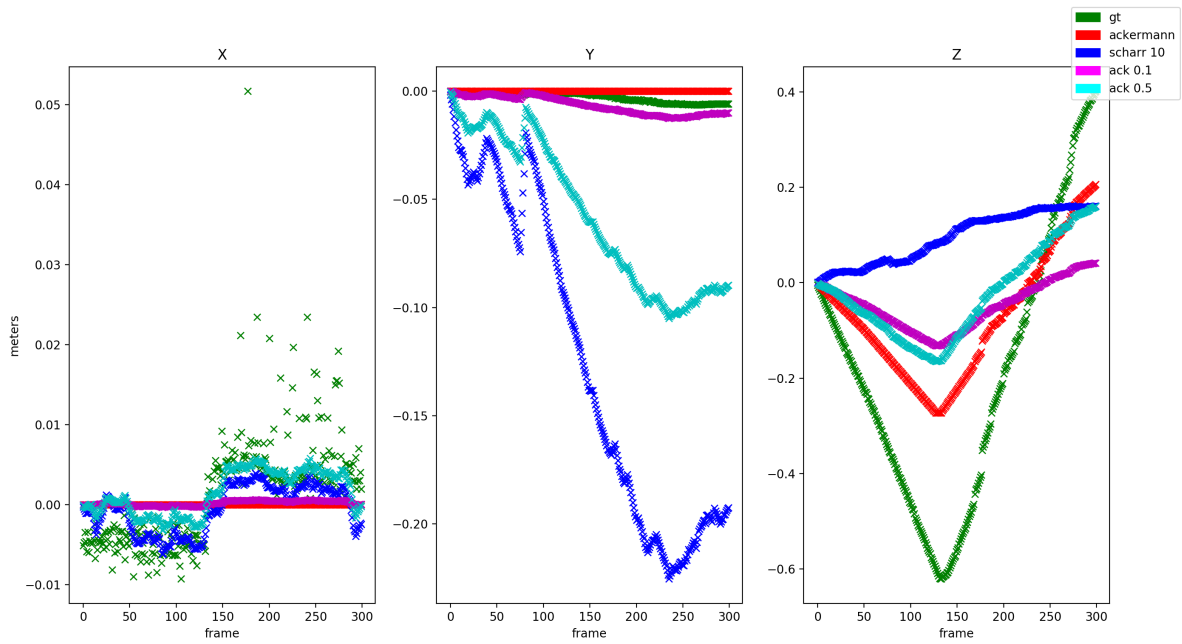 gt
ackermann
scharr 10
ack 0.1
ack 0.5
X
Y
Z
meters
0.05
0.04
0.03
0.02
0.01
0.00
−0.01
0 50 100 150 200 250 300
frame
0.00
−0.05
−0.10
−0.15
−0.20
0 50 100 150 200 250 300
frame
0.4
0.2
0.0
−0.2
−0.4
−0.6
0 50 100 150 200 250 300
frame